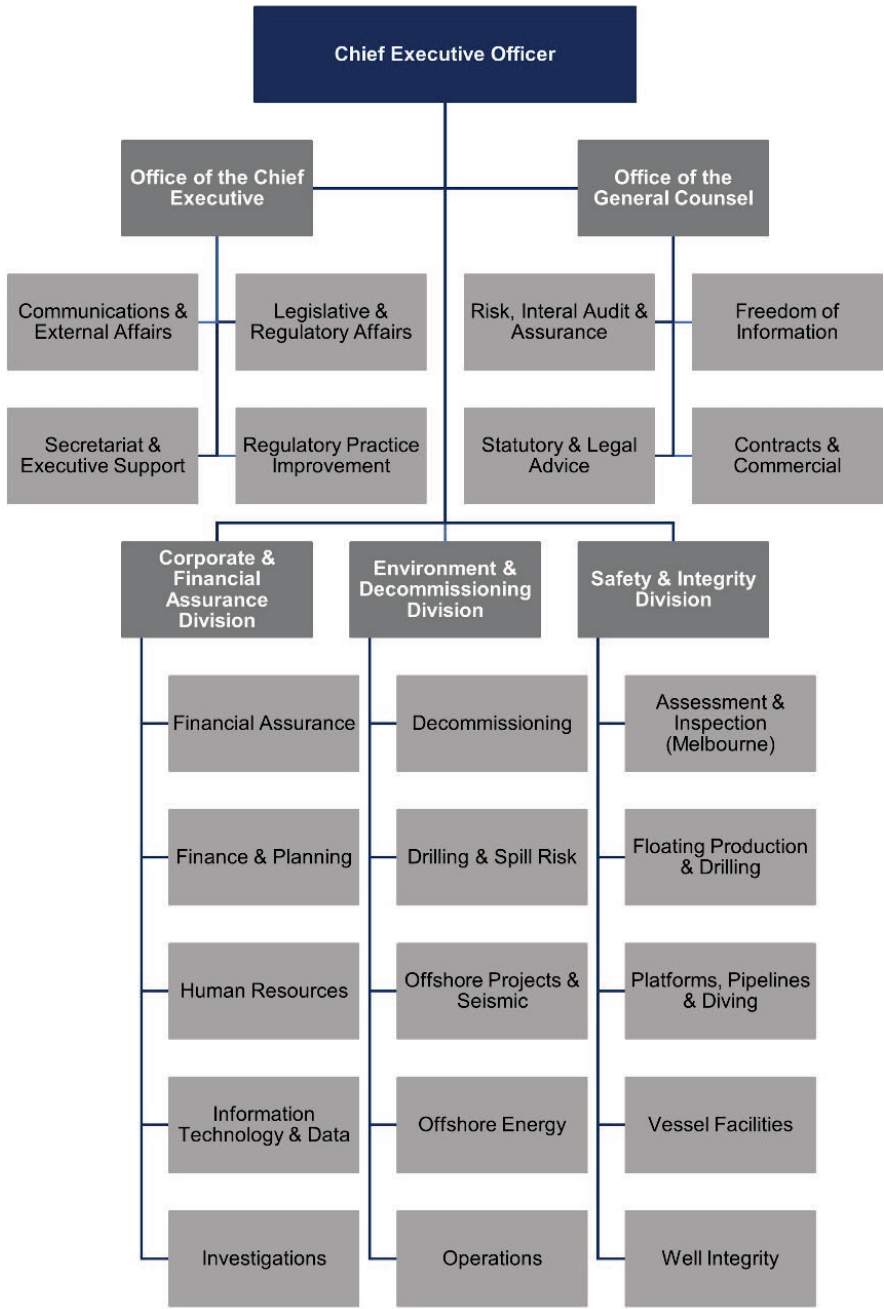 Chief Executive Officer
Office of the Chief
Executive
Office of the
General Counsel
Communications &
External Affairs
Legislative &
Regulatory Affairs
Risk, Interal Audit &
Assurance
Freedom of
Information
Secretariat &
Executive Support
Regulatory Practice
Improvement
Statutory & Legal
Advice
Contracts &
Commercial
Corporate &
Financial
Assurance
Division
Environment &
Decommissioning
Division
Safety & Integrity
Division
Financial Assurance
Decommissioning
Assessment &
Inspection
(Melbourne)
Finance & Planning
Drilling & Spill Risk
Floating Production
& Drilling
Human Resources
Offshore Projects &
Seismic
Platforms, Pipelines
& Diving
Information
Technology & Data
Offshore Energy
Vessel Facilities
Investigations
Operations
Well Integrity